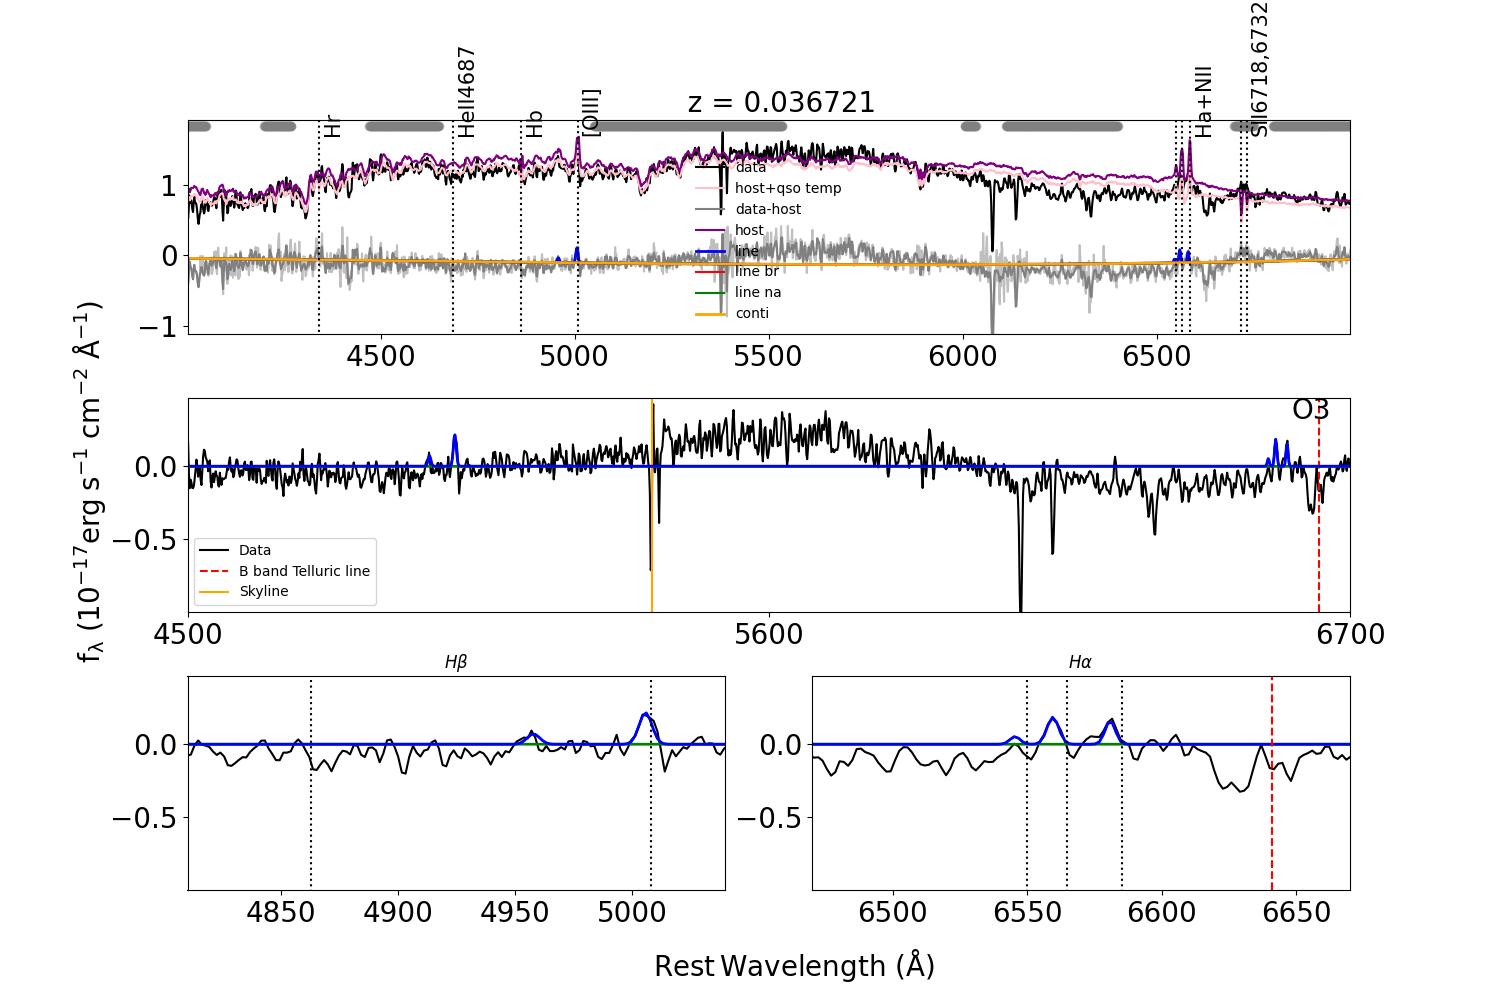 z = 0.036721
Hr
HeII4687
Hb
[OIII]
Ha+NII
SII6718,6732
data
host+qso temp
data-host
host
line
line br
line na
conti
1
0
−1
4500 5000 5500 6000 6500
O3
0.0
−0.5
Data
B band Telluric line
Skyline
4500 5600 6700
fλ (10⁻¹⁷erg s⁻¹ cm⁻² Å⁻¹)
Hβ
0.0
−0.5
4850 4900 4950 5000
Hα
0.0
−0.5
6500 6550 6600 6650
Rest Wavelength (Å)